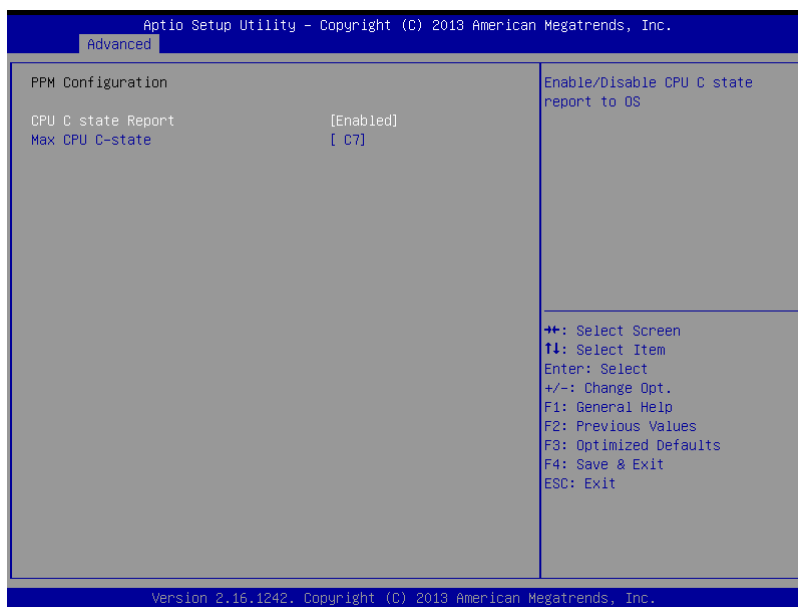 Aptio Setup Utility – Copyright (C) 2013 American Megatrends, Inc.
Advanced
PPM Configuration
CPU C state Report [Enabled]
Max CPU C-state [ C7]
Enable/Disable CPU C state
report to OS
→←: Select Screen
↑↓: Select Item
Enter: Select
+/-: Change Opt.
F1: General Help
F2: Previous Values
F3: Optimized Defaults
F4: Save & Exit
ESC: Exit
Version 2.16.1242. Copyright (C) 2013 American Megatrends, Inc.